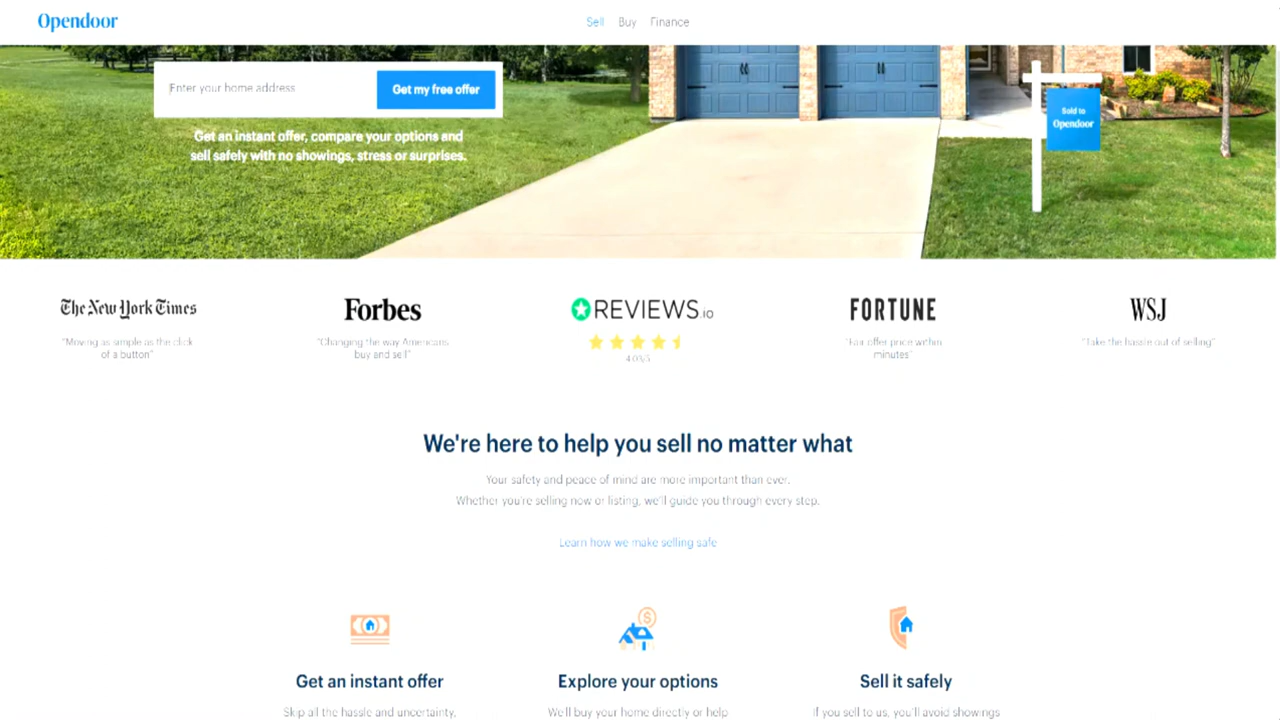 Opendoor
Sell Buy Finance
Enter your home address
Get my free offer
Get an instant offer, compare your options and
sell safely with no showings, stress or surprises.
Sold to
Opendoor
The New York Times
"Moving as simple as the click
of a button"
Forbes
"Changing the way Americans
buy and sell"
REVIEWS.io
FORTUNE
"Fair offer price within
minutes"
WSJ
"Take the hassle out of selling"
We're here to help you sell no matter what
Your safety and peace of mind are more important than ever.
Whether you're selling now or listing, we'll guide you through every step.
Learn how we make selling safe
Get an instant offer
Skip all the hassle and uncertainty,
Explore your options
We'll buy your home directly or help
Sell it safely
If you sell to us, you'll avoid showings